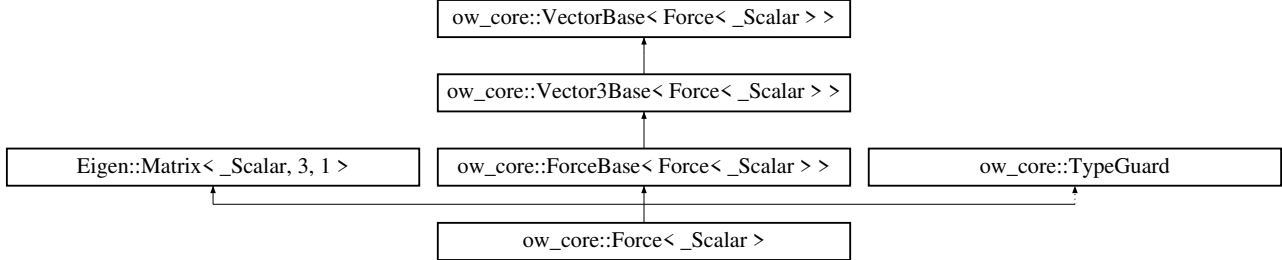 ow_core::VectorBase< Force< _Scalar > >
ow_core::Vector3Base< Force< _Scalar > >
Eigen::Matrix< _Scalar, 3, 1 >
ow_core::ForceBase< Force< _Scalar > >
ow_core::TypeGuard
ow_core::Force< _Scalar >